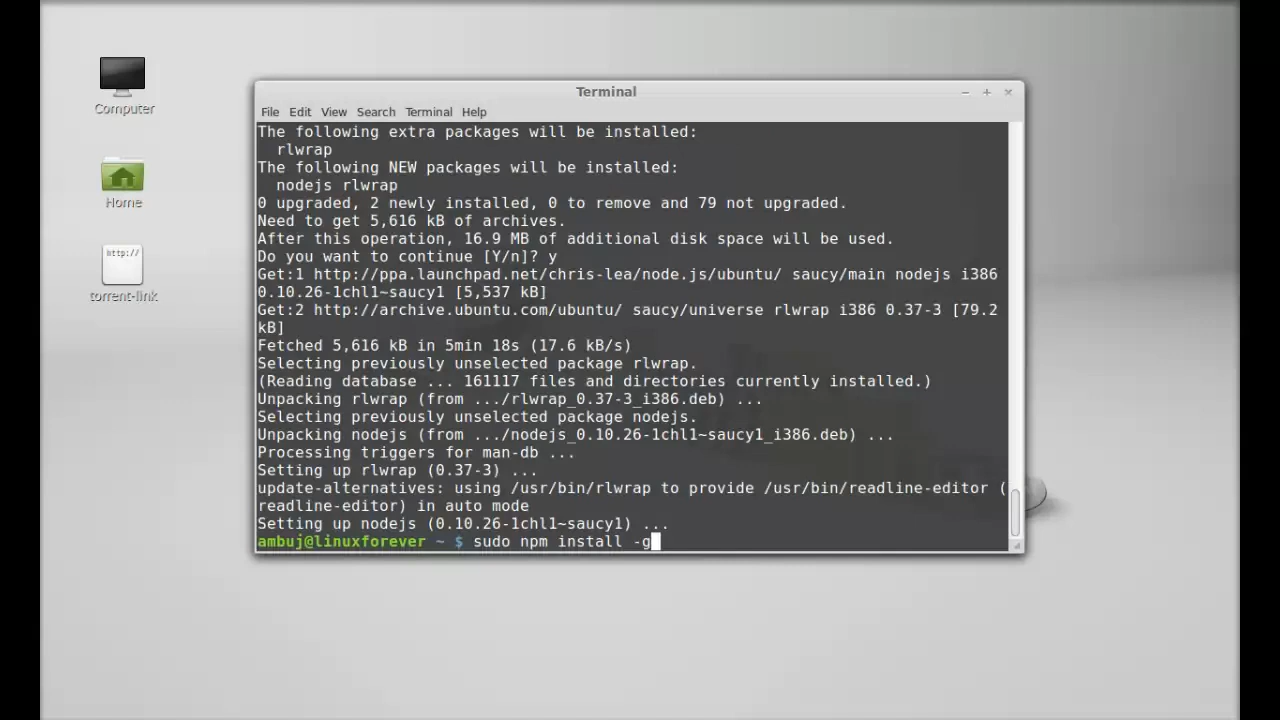 Computer
Home
http://
torrent-link
Terminal
File Edit View Search Terminal Help
The following extra packages will be installed:
  rlwrap
The following NEW packages will be installed:
  nodejs rlwrap
0 upgraded, 2 newly installed, 0 to remove and 79 not upgraded.
Need to get 5,616 kB of archives.
After this operation, 16.9 MB of additional disk space will be used.
Do you want to continue [Y/n]? y
Get:1 http://ppa.launchpad.net/chris-lea/node.js/ubuntu/ saucy/main nodejs i386
0.10.26-1chl1~saucy1 [5,537 kB]
Get:2 http://archive.ubuntu.com/ubuntu/ saucy/universe rlwrap i386 0.37-3 [79.2
kB]
Fetched 5,616 kB in 5min 18s (17.6 kB/s)
Selecting previously unselected package rlwrap.
(Reading database ... 161117 files and directories currently installed.)
Unpacking rlwrap (from .../rlwrap_0.37-3_i386.deb) ...
Selecting previously unselected package nodejs.
Unpacking nodejs (from .../nodejs_0.10.26-1chl1~saucy1_i386.deb) ...
Processing triggers for man-db ...
Setting up rlwrap (0.37-3) ...
update-alternatives: using /usr/bin/rlwrap to provide /usr/bin/readline-editor (
readline-editor) in auto mode
Setting up nodejs (0.10.26-1chl1~saucy1) ...
ambuj@linuxforever ~ $ sudo npm install -g